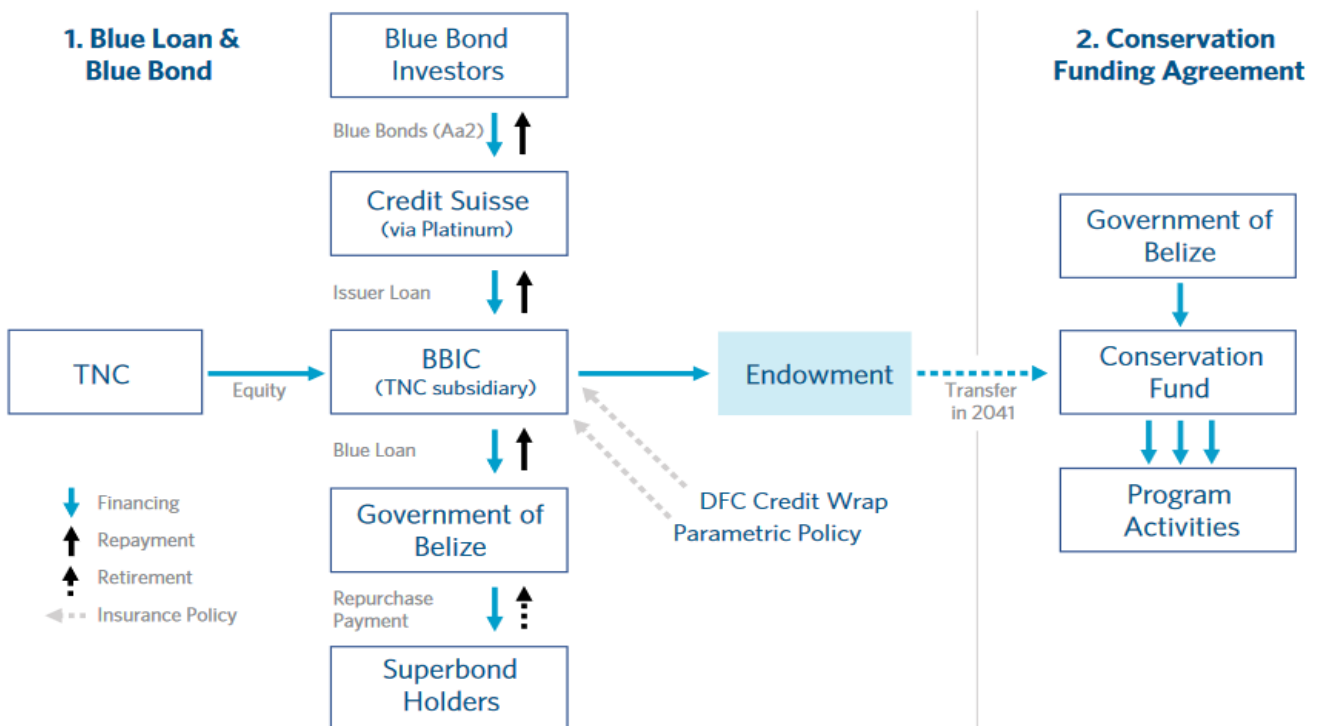 1. Blue Loan &
Blue Bond
Blue Bond
Investors
2. Conservation
Funding Agreement
Blue Bonds (Aa2)
Credit Suisse
(via Platinum)
Government of
Belize
Issuer Loan
TNC
Equity
BBIC
(TNC subsidiary)
Endowment
Transfer
in 2041
Conservation
Fund
Blue Loan
Financing
Repayment
Retirement
Insurance Policy
Government of
Belize
DFC Credit Wrap
Parametric Policy
Program
Activities
Repurchase
Payment
Superbond
Holders